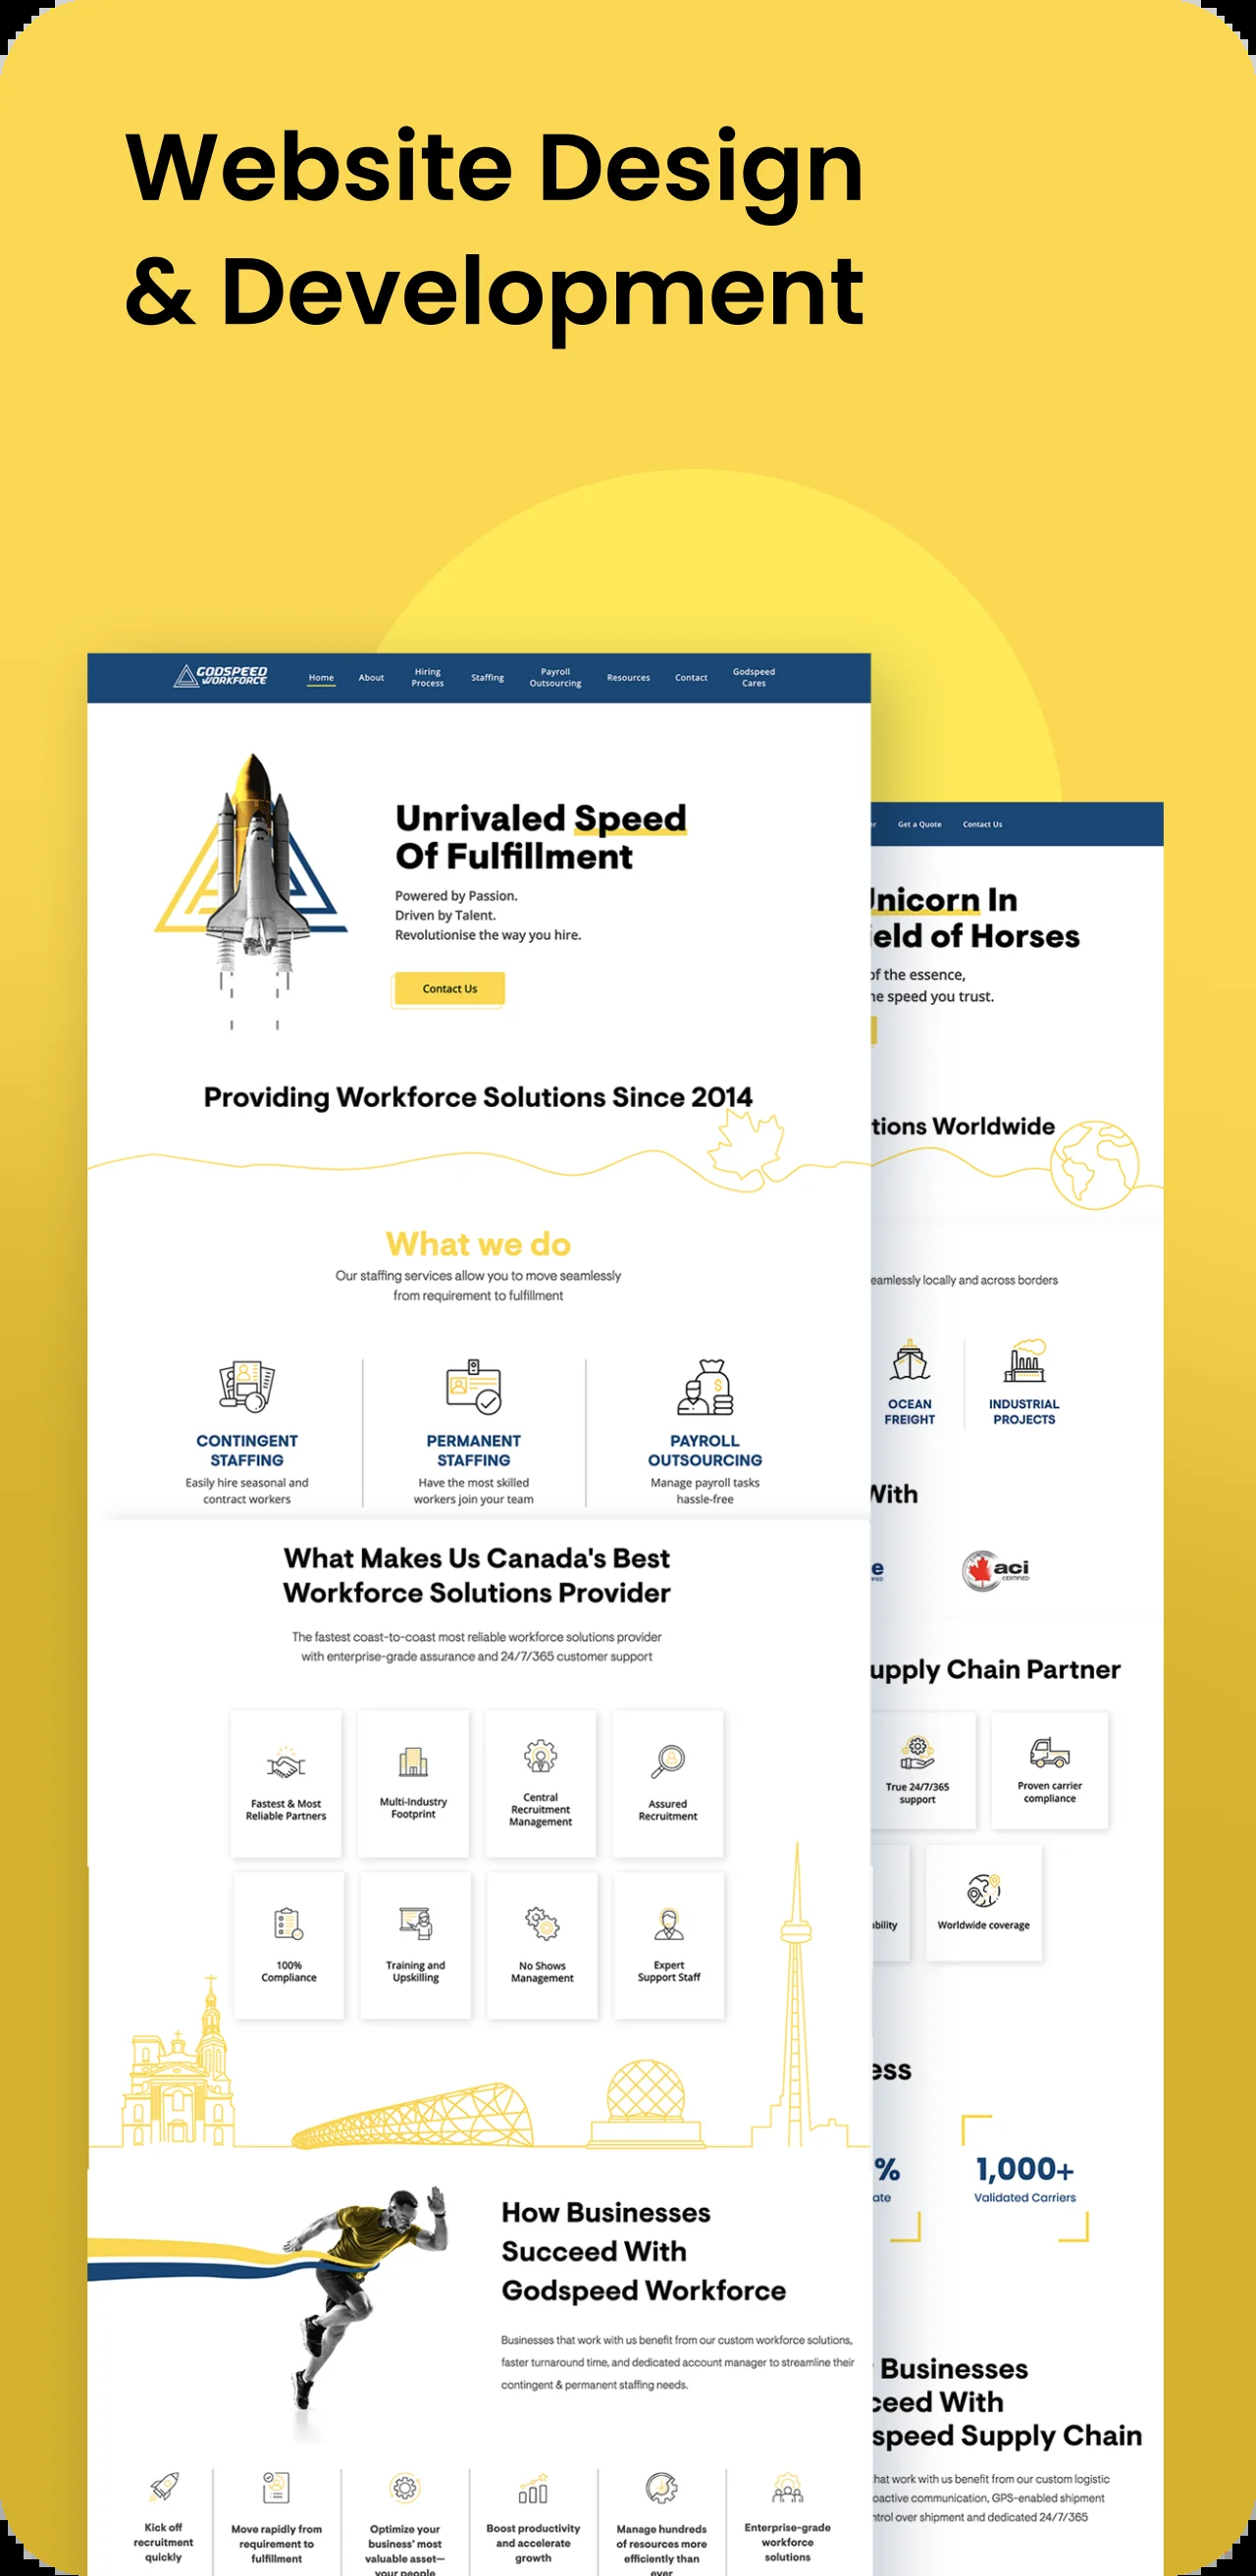 Website Design
& Development
GODSPEED
WORKFORCE
Home
About
Hiring
Process
Staffing
Payroll
Outsourcing
Resources
Contact
Godspeed
Cares
Unrivaled Speed
Of Fulfillment
Powered by Passion.
Driven by Talent.
Revolutionise the way you hire.
Contact Us
Providing Workforce Solutions Since 2014
What we do
Our staffing services allow you to move seamlessly
from requirement to fulfillment
CONTINGENT
STAFFING
Easily hire seasonal and
contract workers
PERMANENT
STAFFING
Have the most skilled
workers join your team
PAYROLL
OUTSOURCING
Manage payroll tasks
hassle-free
What Makes Us Canada's Best
Workforce Solutions Provider
The fastest coast-to-coast most reliable workforce solutions provider
with enterprise-grade assurance and 24/7/365 customer support
Fastest & Most
Reliable Partners
Multi-Industry
Footprint
Central
Recruitment
Management
Assured
Recruitment
100%
Compliance
Training and
Upskilling
No Shows
Management
Expert
Support Staff
How Businesses
Succeed With
Godspeed Workforce
Businesses that work with us benefit from our custom workforce solutions,
faster turnaround time, and dedicated account manager to streamline their
contingent & permanent staffing needs.
Kick off
recruitment
quickly
Move rapidly from
requirement to
fulfillment
Optimize your
business' most
valuable asset—
your people
Boost productivity
and accelerate
growth
Manage hundreds
of resources more
efficiently than
ever
Enterprise-grade
workforce
solutions
Get a Quote
Contact Us
Unicorn In
ield of Horses
of the essence,
he speed you trust.
tions Worldwide
eamlessly locally and across borders
OCEAN
FREIGHT
INDUSTRIAL
PROJECTS
With
e
aci
CERTIFIED
upply Chain Partner
True 24/7/365
support
Proven carrier
compliance
bility
Worldwide coverage
ess
%
ate
1,000+
Validated Carriers
Businesses
ceed With
speed Supply Chain
that work with us benefit from our custom logistic
oactive communication, GPS-enabled shipment
ntrol over shipment and dedicated 24/7/365